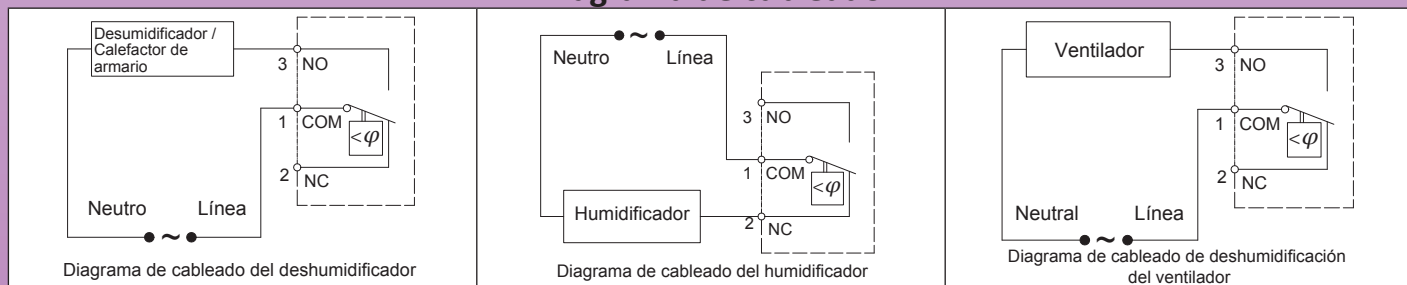 Desumidificador /
Calefactor de
armario
3 NO
1 COM
<φ
2 NC
Neutro Línea
Diagrama de cableado del deshumidificador
Neutro Línea
3 NO
1 COM
<φ
Humidificador
2 NC
Diagrama de cableado del humidificador
Ventilador
3 NO
1 COM
<φ
2 NC
Neutral Línea
Diagrama de cableado de deshumidificación
del ventilador